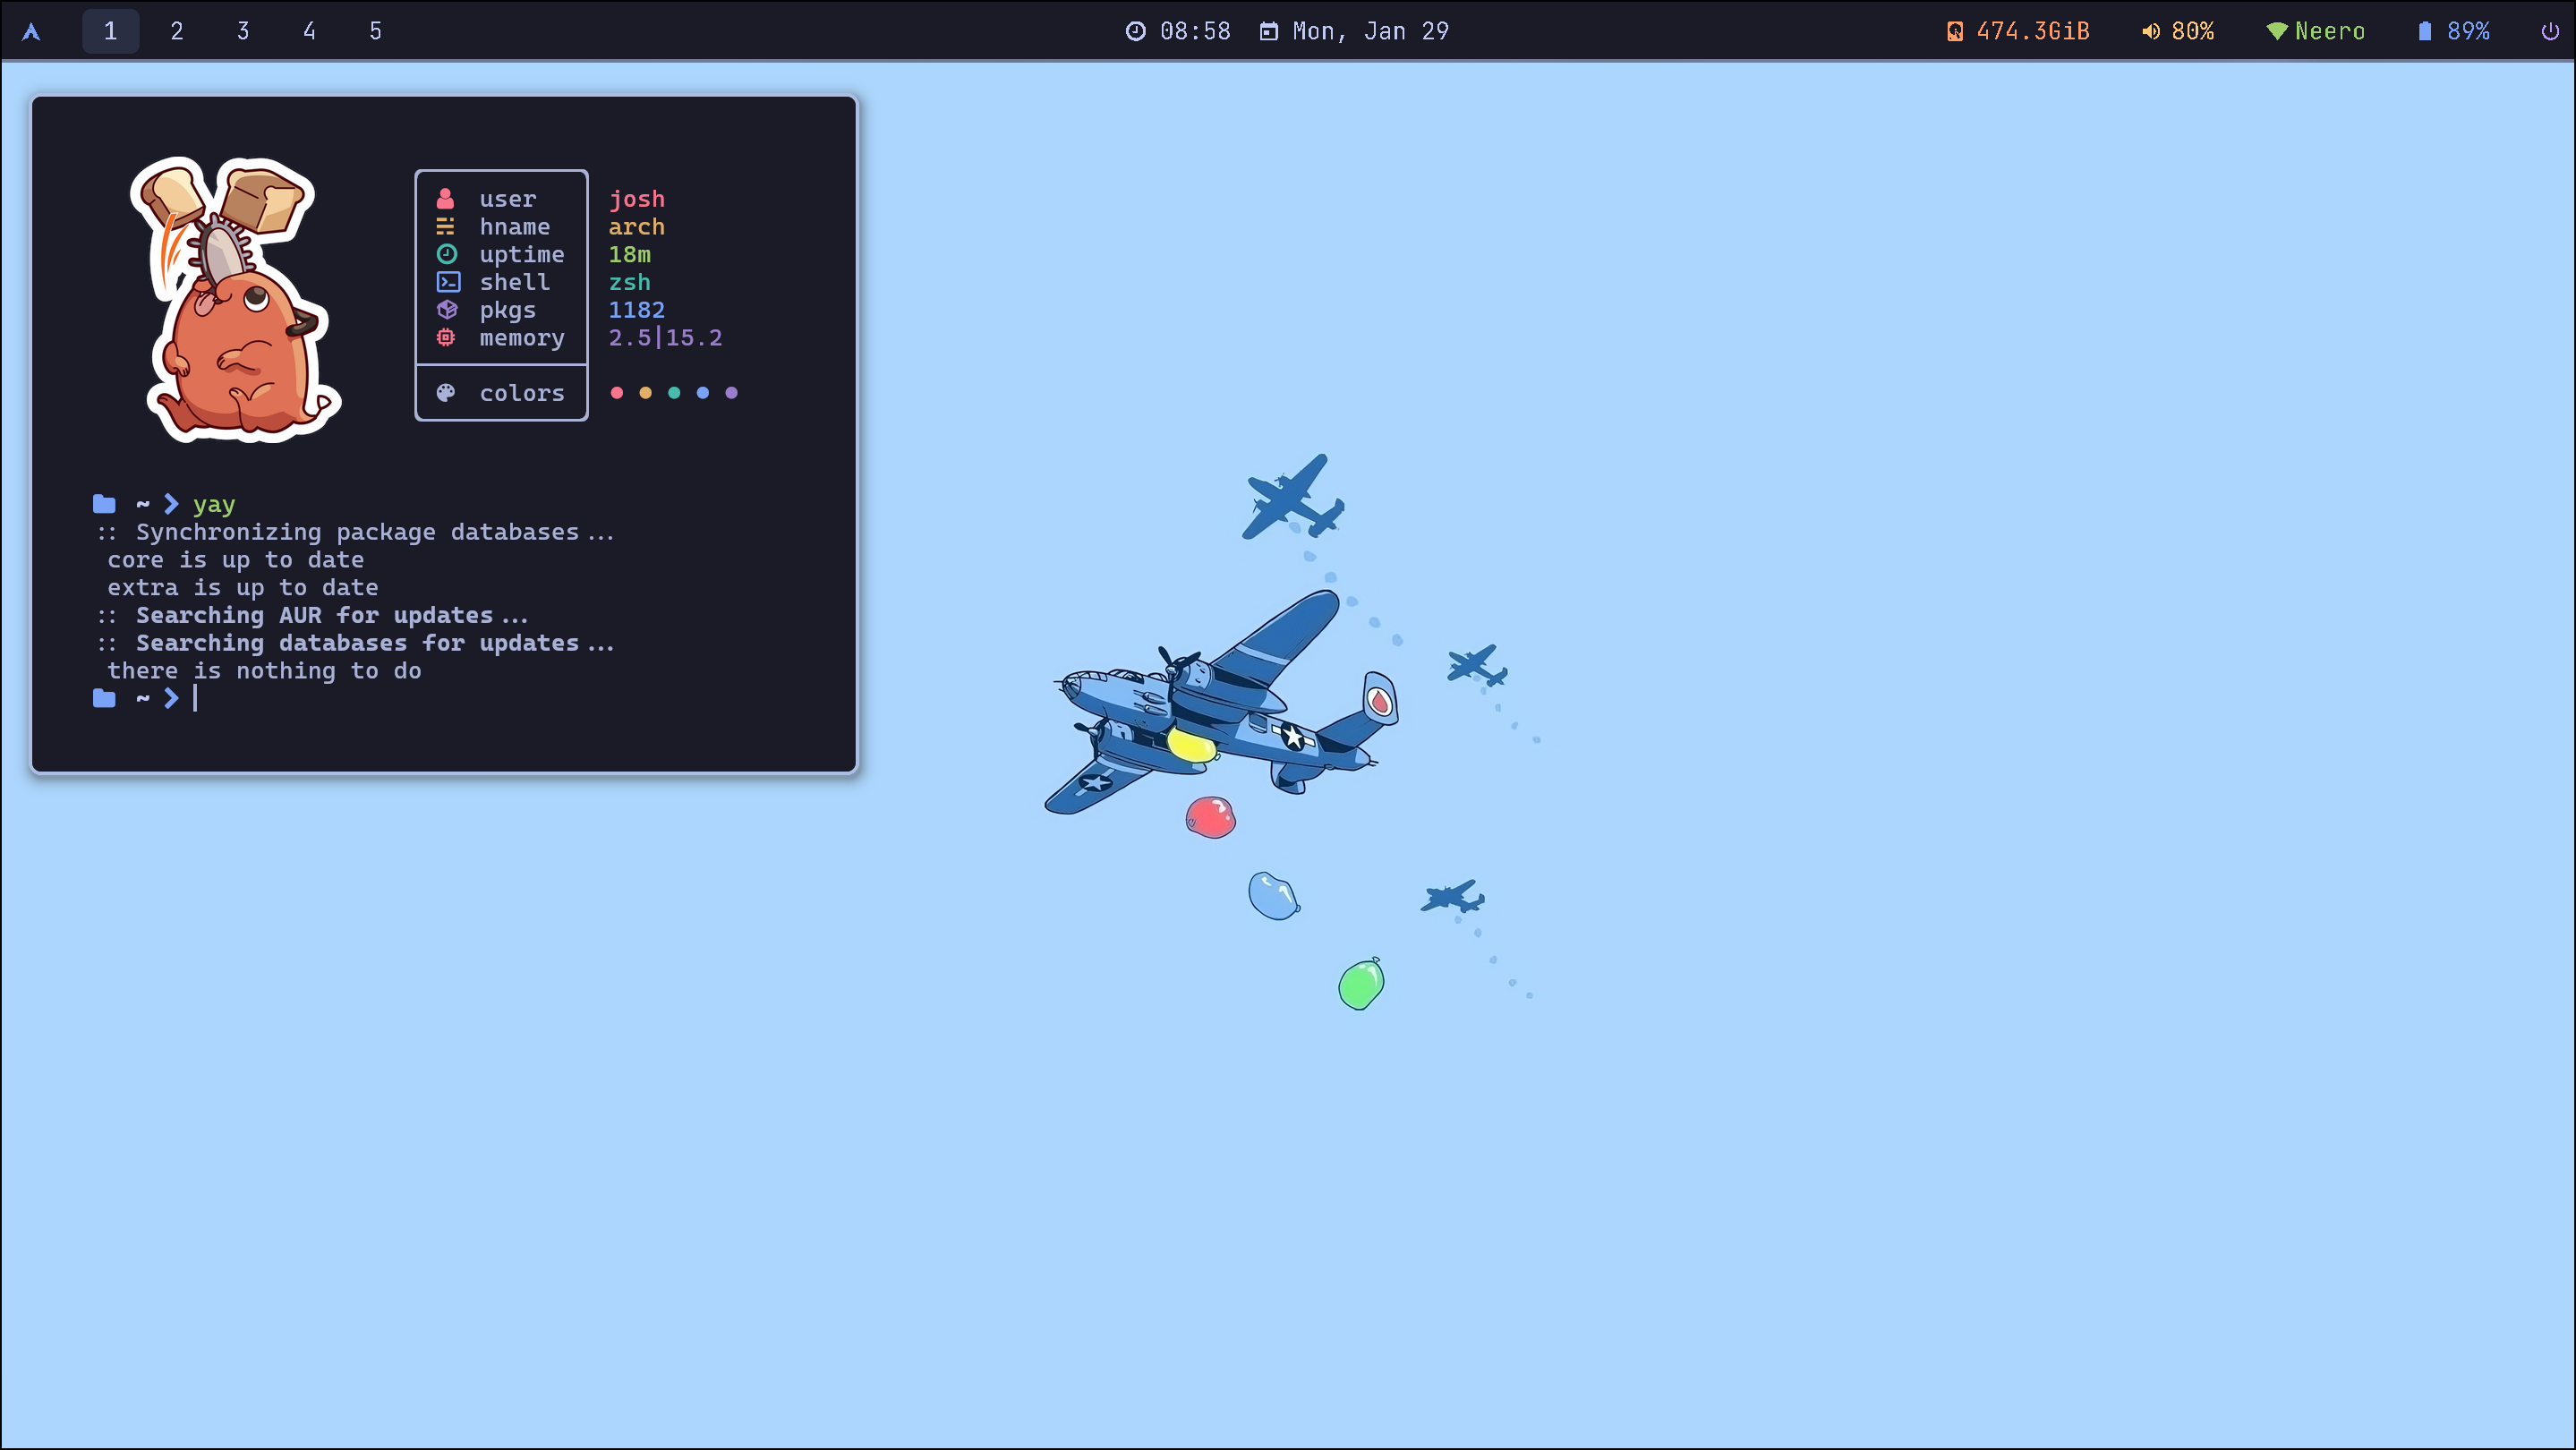 1 2 3 4 5 08:58 Mon, Jan 29 474.3GiB 80% Neero 89%
user josh
hname arch
uptime 18m
shell zsh
pkgs 1182
memory 2.5|15.2
colors
~ yay
:: Synchronizing package databases...
core is up to date
extra is up to date
:: Searching AUR for updates...
:: Searching databases for updates...
there is nothing to do
~